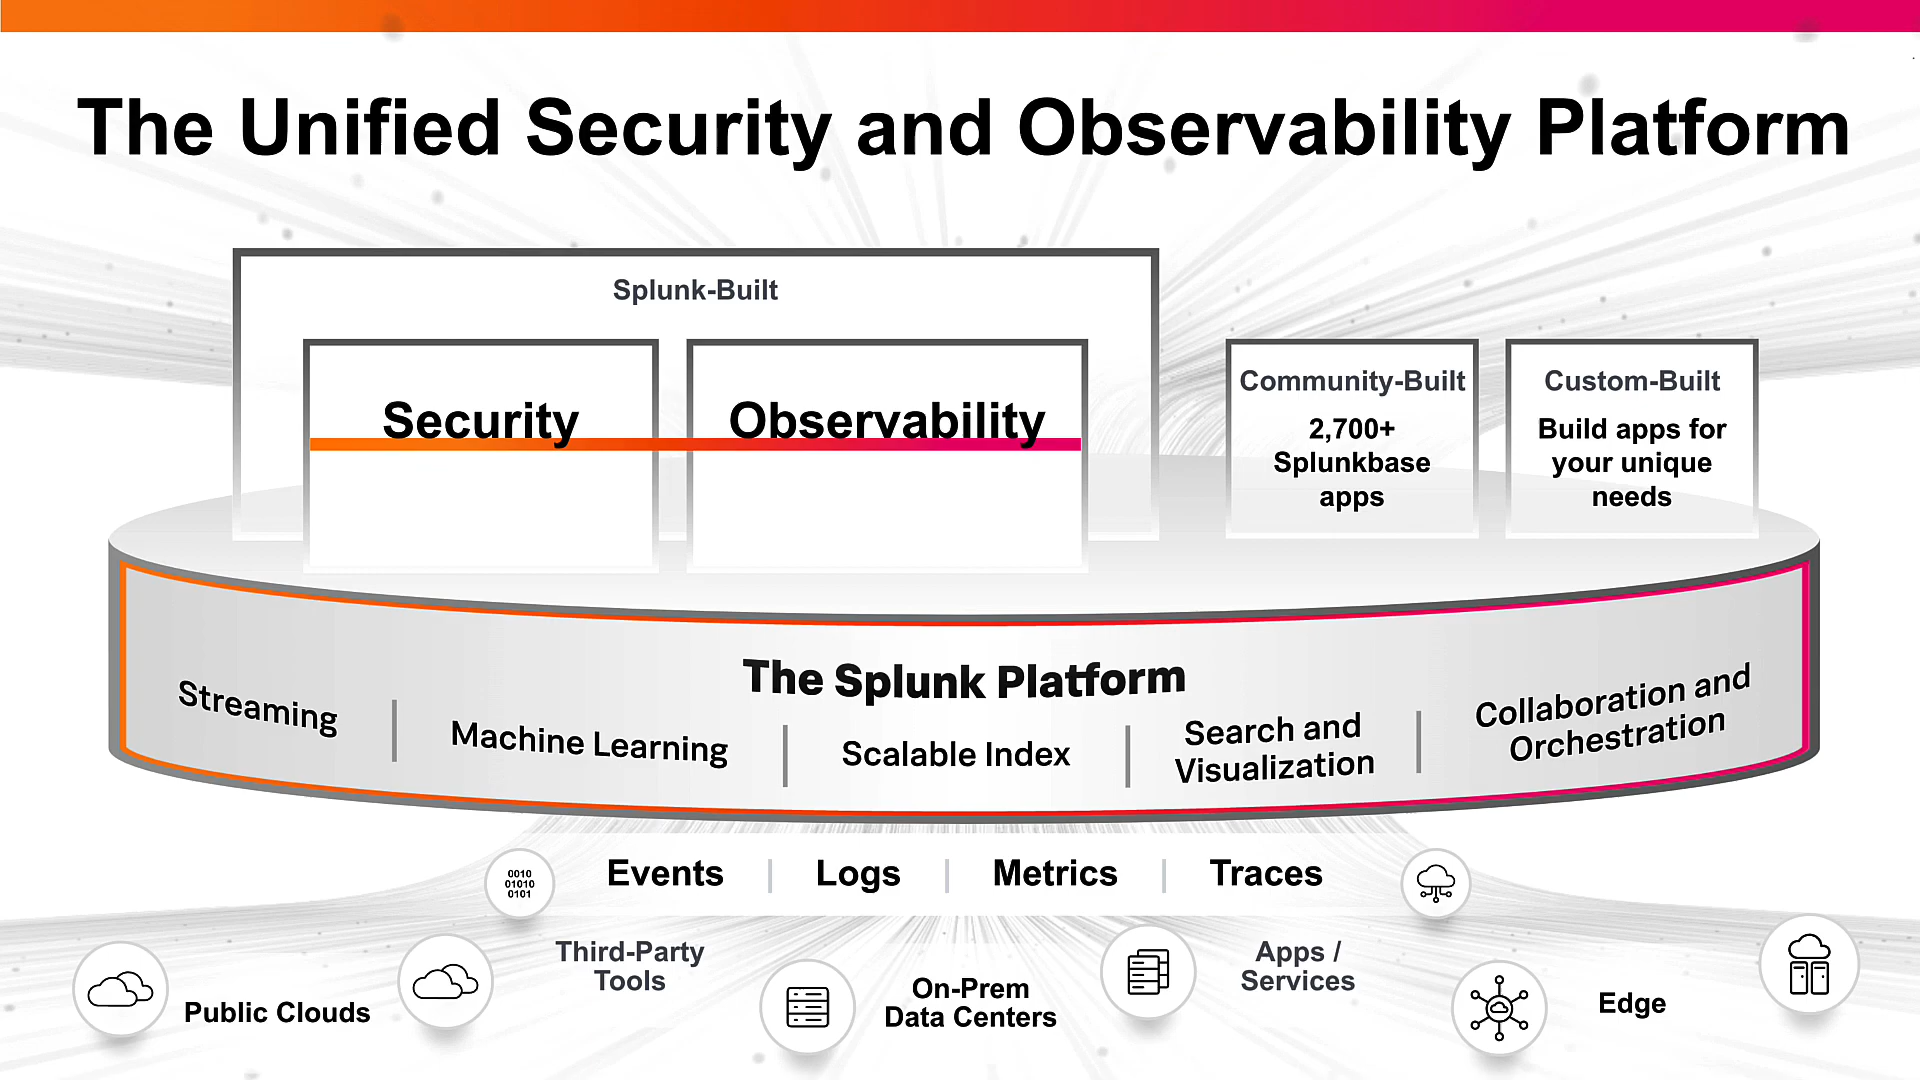 The Unified Security and Observability Platform
Splunk-Built
Security
Observability
Community-Built
2,700+
Splunkbase
apps
Custom-Built
Build apps for
your unique
needs
The Splunk Platform
Streaming
Machine Learning
Scalable Index
Search and
Visualization
Collaboration and
Orchestration
0010
01010
0101
Events
Logs
Metrics
Traces
Public Clouds
Third-Party
Tools
On-Prem
Data Centers
Apps /
Services
Edge